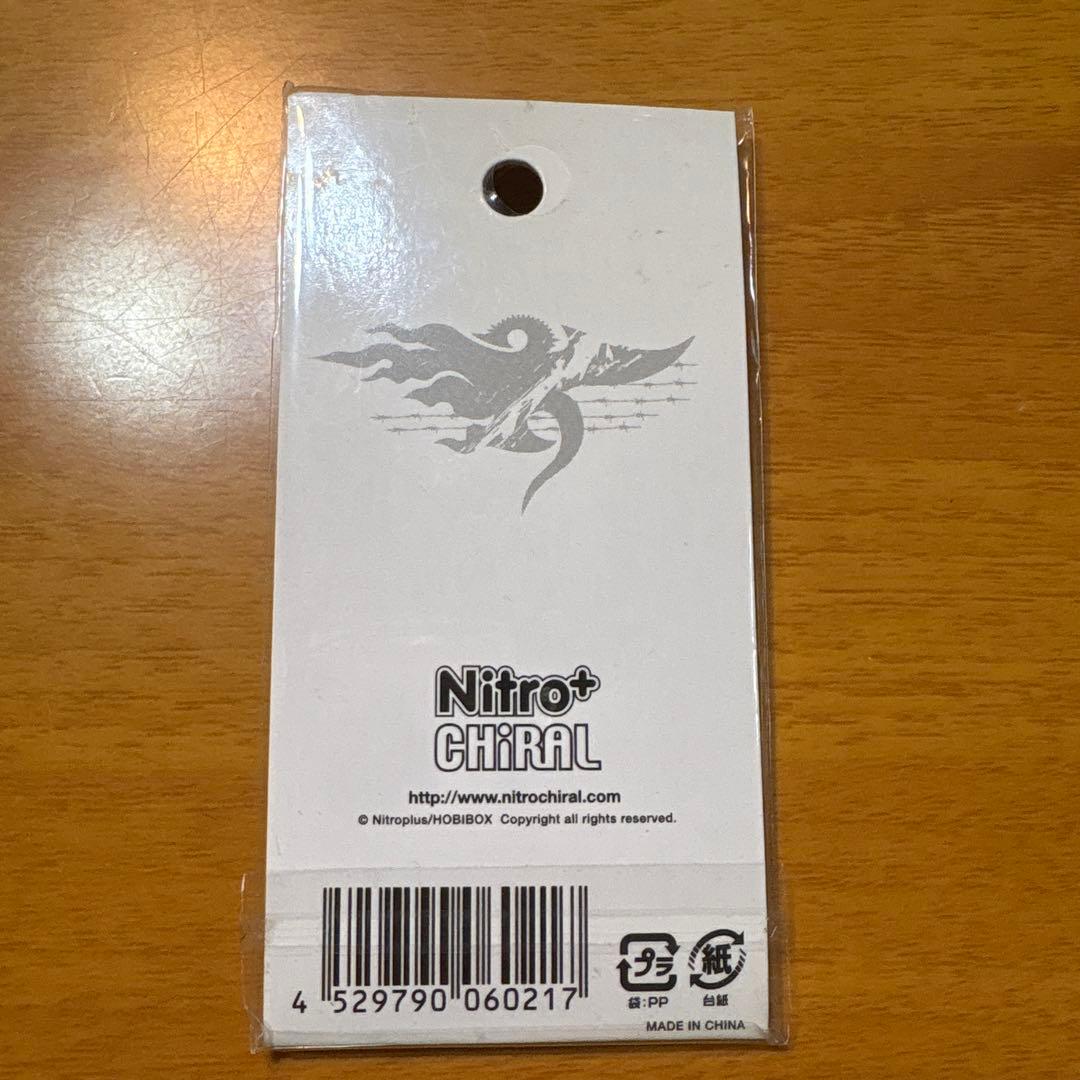 Nitro+
CHiRAL
http://www.nitrochiral.com
© Nitroplus/HOBIBOX Copyright all rights reserved.
4 529790 060217
プラ 紙
袋:PP 台紙
MADE IN CHINA